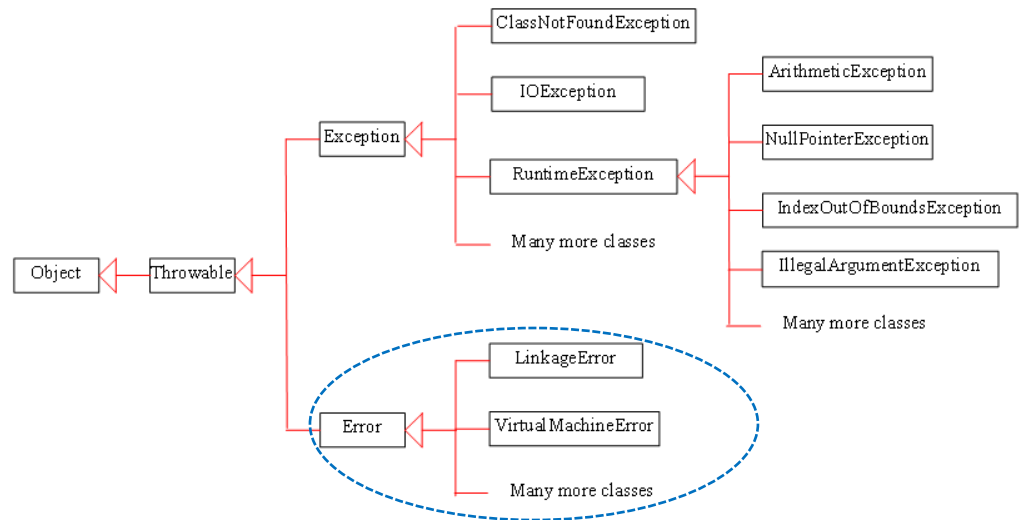 ClassNotFoundException
ArithmeticException
IOException
Exception
NullPointerException
RuntimeException
IndexOutOfBoundsException
Many more classes
Object
Throwable
IllegalArgumentException
Many more classes
LinkageError
Error
VirtualMachineError
Many more classes